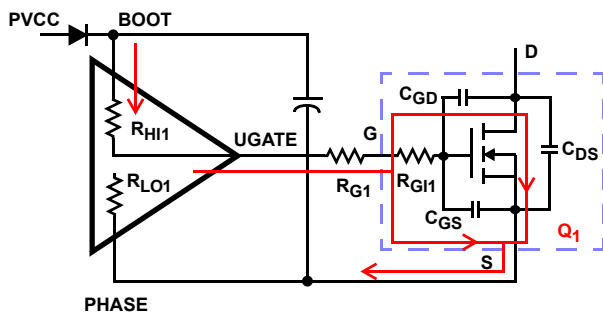 PVCC
BOOT
D
CGD
RHI1
UGATE
G
CDS
RLO1
RG1
RGI1
CGS
Q1
S
PHASE